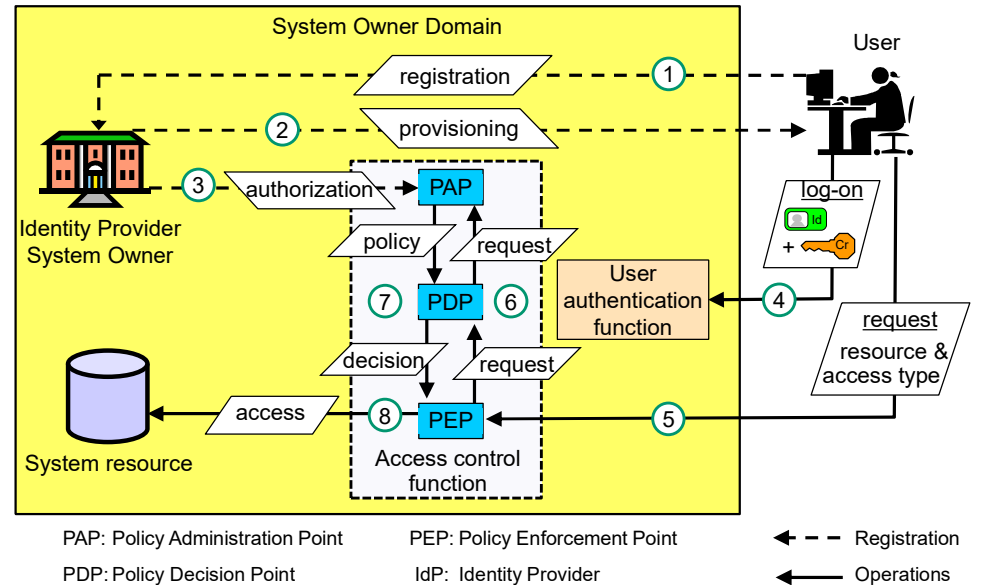 System Owner Domain
User
registration
1
2
provisioning
3
authorization
PAP
Identity Provider
System Owner
log-on
Id
+
Cr
policy
request
7
PDP
6
User
authentication
function
4
request
resource &
access type
decision
request
access
8
PEP
5
System resource
Access control
function
PAP: Policy Administration Point
PEP: Policy Enforcement Point
Registration
PDP: Policy Decision Point
IdP: Identity Provider
Operations